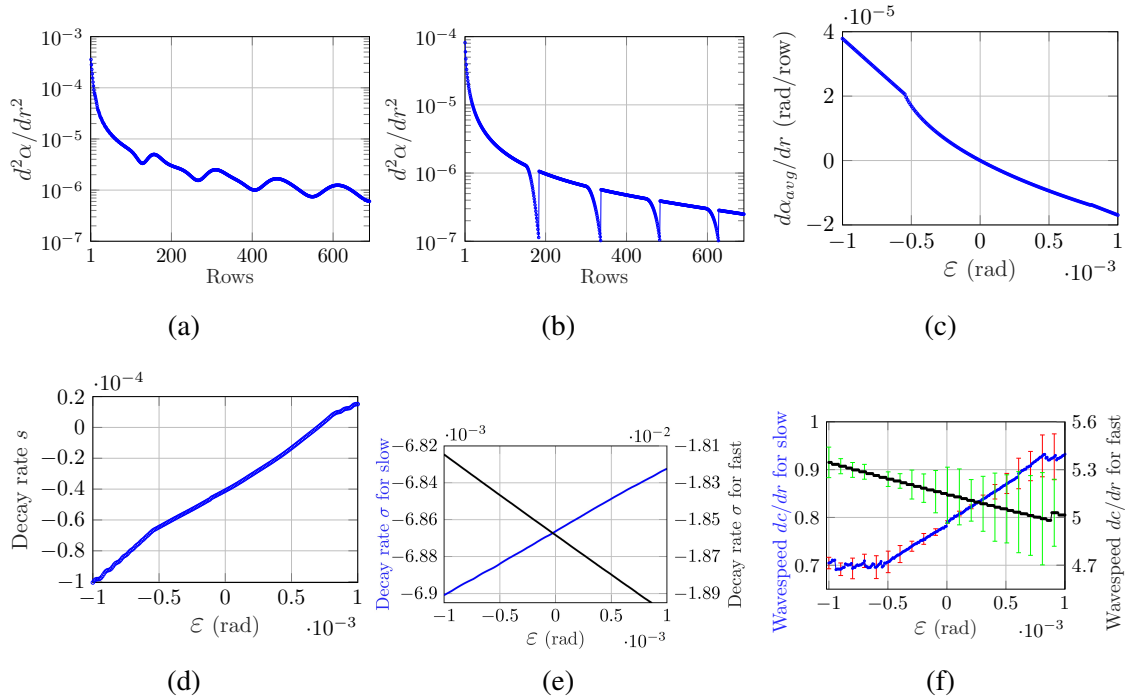 10^{-3}
10^{-4}
10^{-5}
10^{-6}
10^{-7}
d^2α/dr^2
1 200 400 600
Rows
(a)
10^{-4}
10^{-5}
10^{-6}
10^{-7}
d^2α/dr^2
1 200 400 600
Rows
(b)
·10^{-5}
4
2
0
−2
dα_{avg}/dr (rad/row)
−1 −0.5 0 0.5 1
ε (rad) ·10^{-3}
(c)
·10^{-4}
0.2
0
−0.2
−0.4
−0.6
−0.8
−1
Decay rate s
−1 −0.5 0 0.5 1
ε (rad) ·10^{-3}
(d)
·10^{-3} ·10^{-2}
−6.82 −1.81
−6.84 −1.83
−6.86 −1.85
−6.88 −1.87
−6.9 −1.89
Decay rate σ for slow
Decay rate σ for fast
−1 −0.5 0 0.5 1
ε (rad) ·10^{-3}
(e)
1 5.6
0.9 5.3
0.8 5
0.7 4.7
Wavespeed dc/dr for slow
Wavespeed dc/dr for fast
−1 −0.5 0 0.5 1
ε (rad) ·10^{-3}
(f)